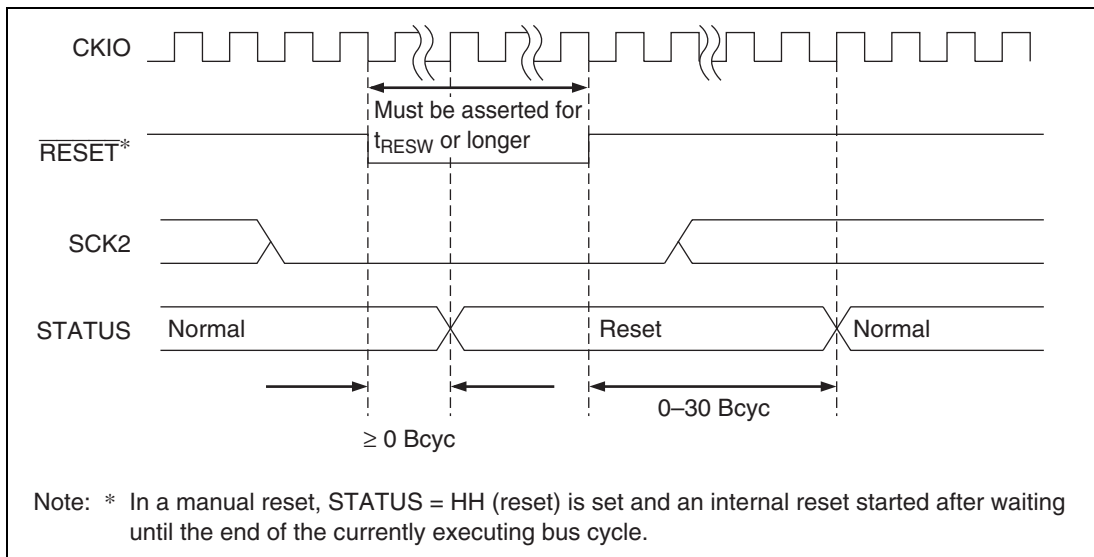 CKIO
Must be asserted for
tRESW or longer
RESET*
SCK2
STATUS Normal Reset Normal
0–30 Bcyc
≥ 0 Bcyc
Note: * In a manual reset, STATUS = HH (reset) is set and an internal reset started after waiting
until the end of the currently executing bus cycle.